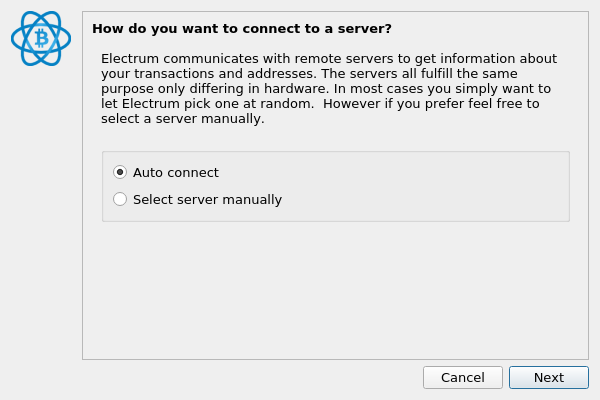 How do you want to connect to a server?
Electrum communicates with remote servers to get information about
your transactions and addresses. The servers all fulfill the same
purpose only differing in hardware. In most cases you simply want to
let Electrum pick one at random.  However if you prefer feel free to
select a server manually.
Auto connect
Select server manually
Cancel
Next